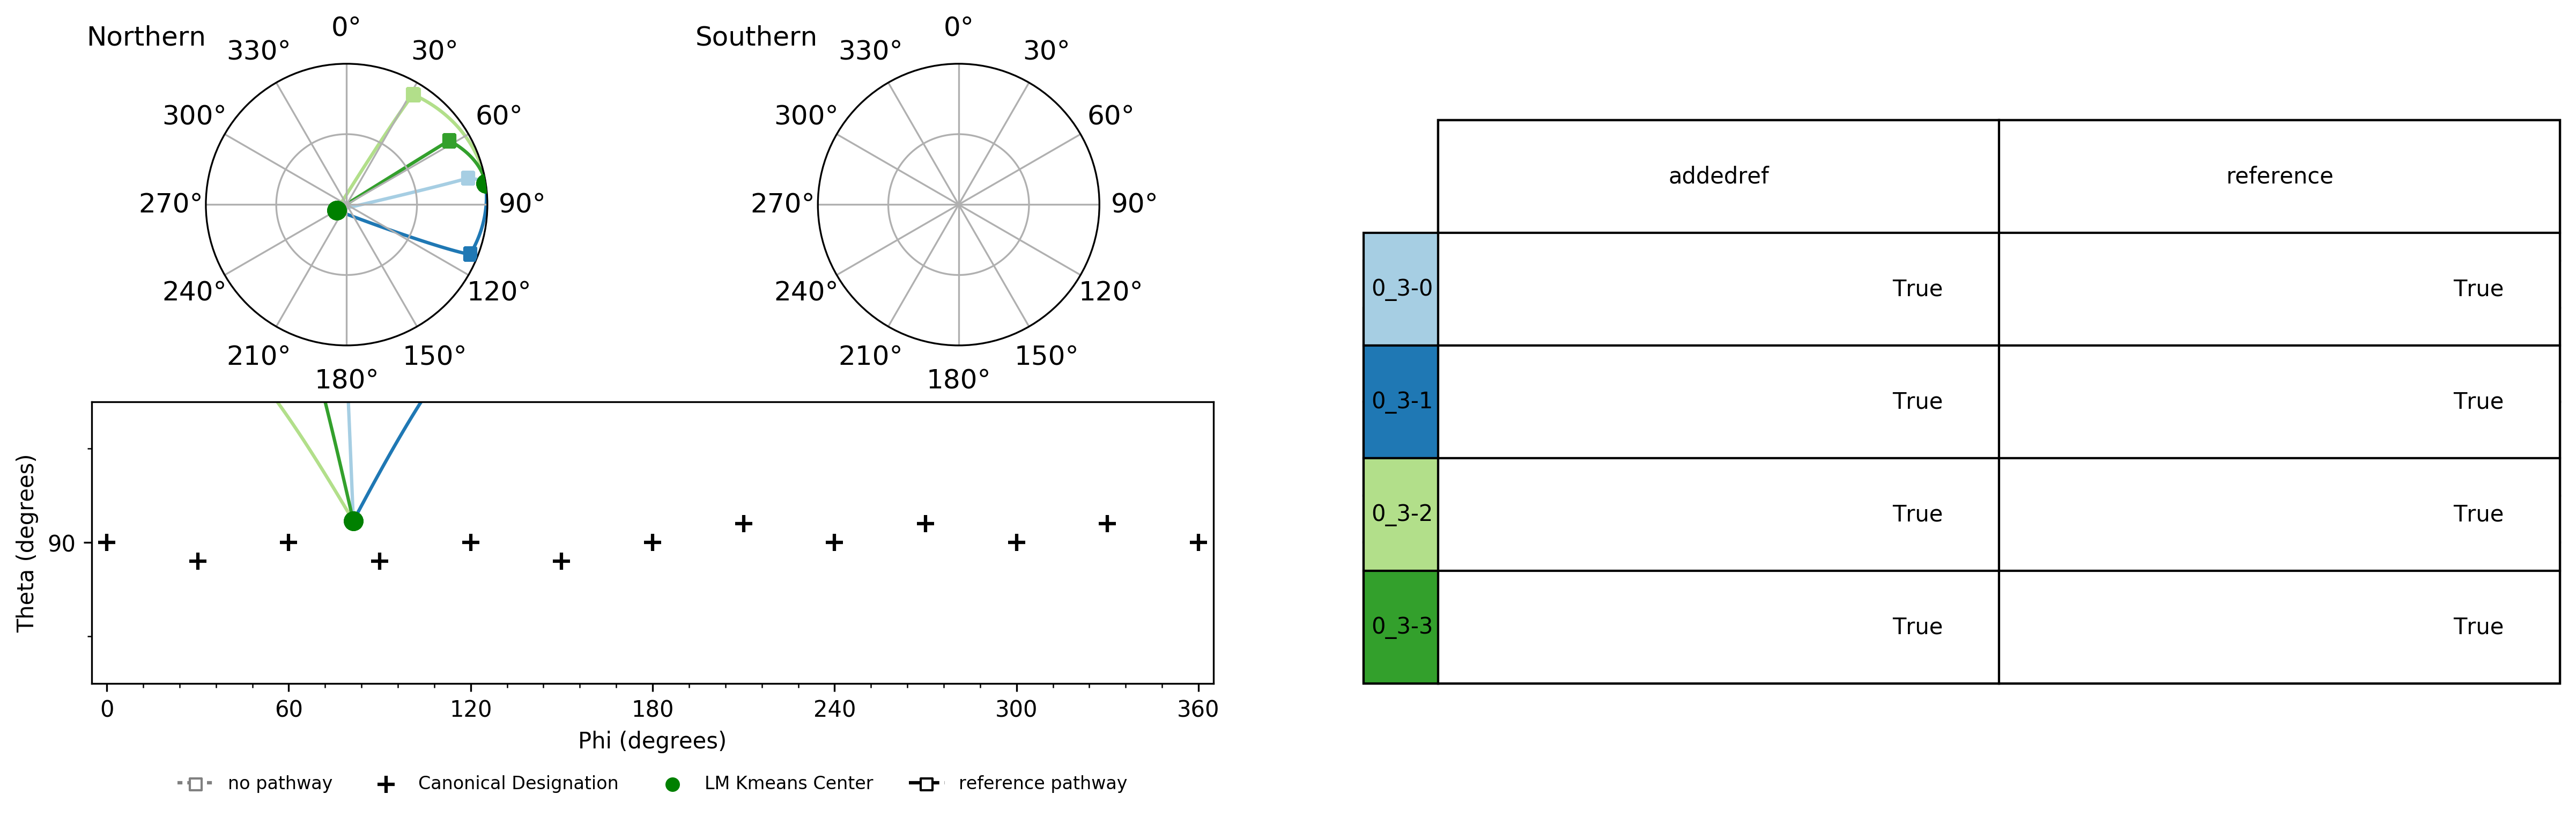 Northern
0°
30°
60°
90°
120°
150°
180°
210°
240°
270°
300°
330°
Southern
0°
30°
60°
90°
120°
150°
180°
210°
240°
270°
300°
330°
Theta (degrees)
90
0 60 120 180 240 300 360
Phi (degrees)
no pathway Canonical Designation LM Kmeans Center reference pathway
addedref reference
0_3-0 True True
0_3-1 True True
0_3-2 True True
0_3-3 True True